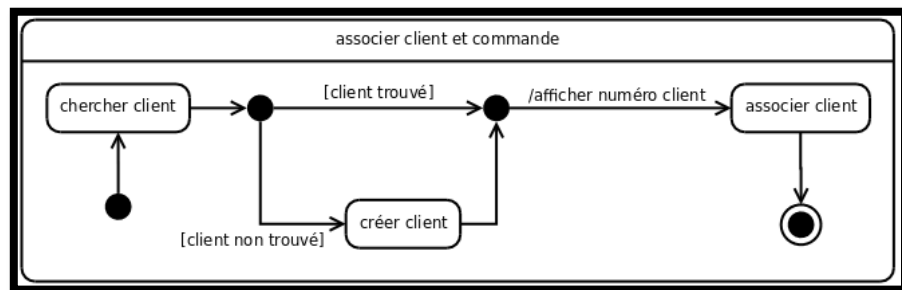 associer client et commande
chercher client
[client trouvé]
/afficher numéro client
associer client
créer client
[client non trouvé]